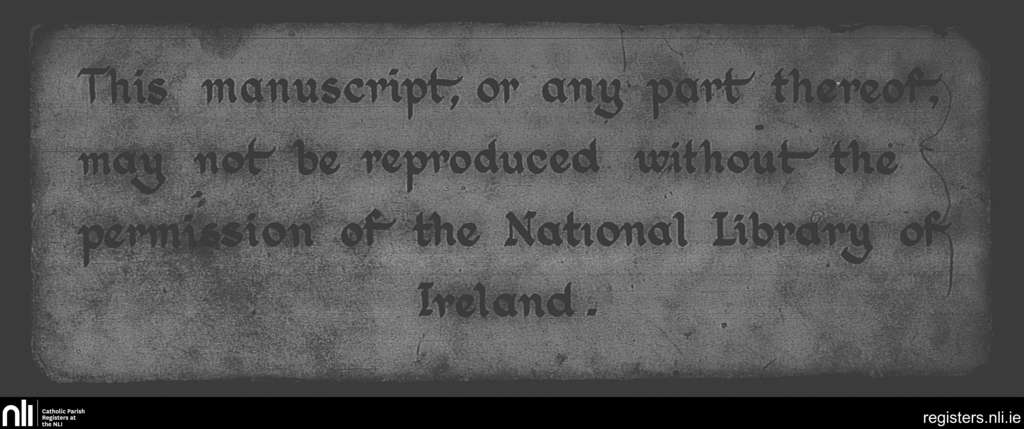 This manuscript, or any part thereof,
may not be reproduced without the
permission of the National Library of
Ireland.
nli
Catholic Parish
Registers at
the NLI
registers.nli.ie